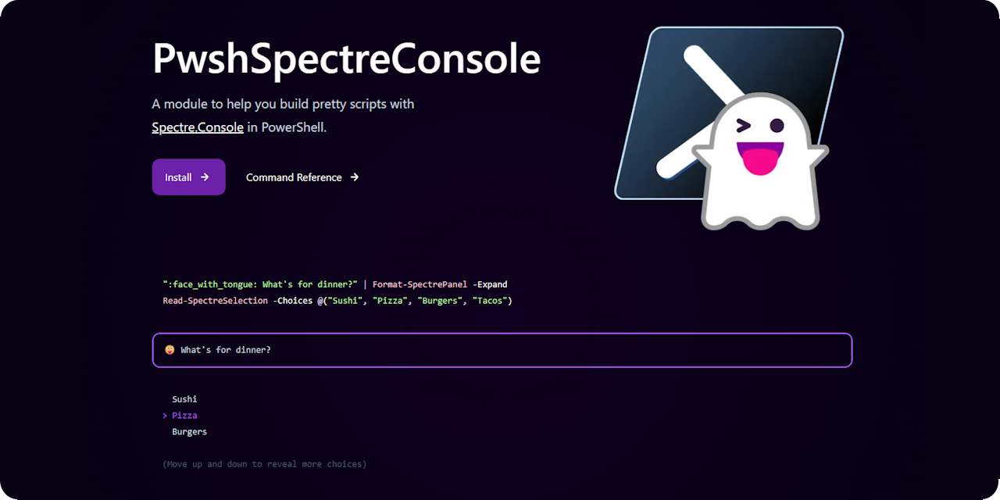 PwshSpectreConsole
A module to help you build pretty scripts with
Spectre.Console in PowerShell.
Install → Command Reference →
":face_with_tongue: What's for dinner?" | Format-SpectrePanel -Expand
Read-SpectreSelection -Choices @("Sushi", "Pizza", "Burgers", "Tacos")
What's for dinner?
Sushi
> Pizza
Burgers
(Move up and down to reveal more choices)